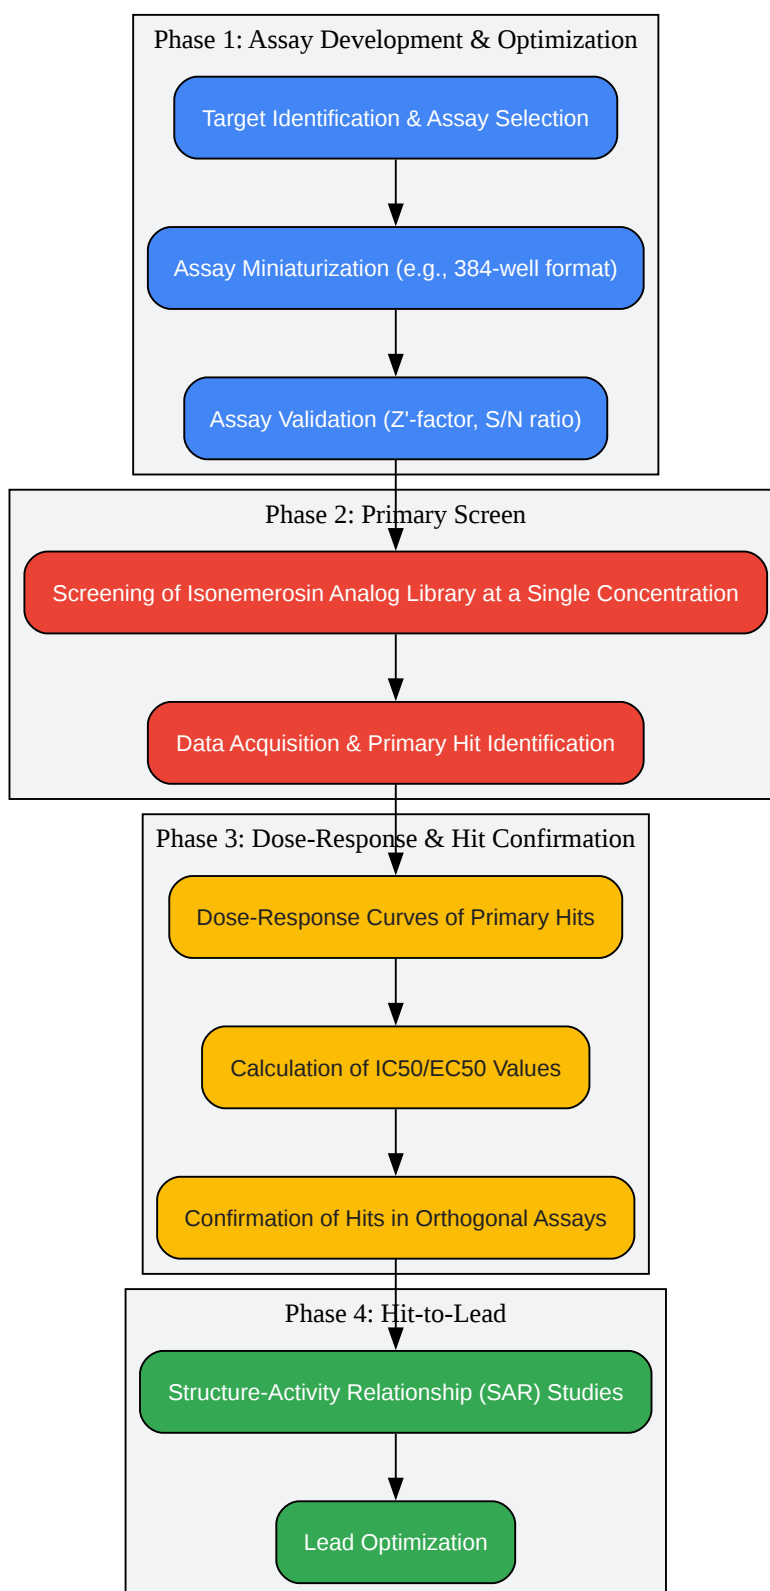 Phase 1: Assay Development & Optimization
Target Identification & Assay Selection
Assay Miniaturization (e.g., 384-well format)
Assay Validation (Z'-factor, S/N ratio)
Phase 2: Primary Screen
Screening of Isonemerosin Analog Library at a Single Concentration
Data Acquisition & Primary Hit Identification
Phase 3: Dose-Response & Hit Confirmation
Dose-Response Curves of Primary Hits
Calculation of IC50/EC50 Values
Confirmation of Hits in Orthogonal Assays
Phase 4: Hit-to-Lead
Structure-Activity Relationship (SAR) Studies
Lead Optimization